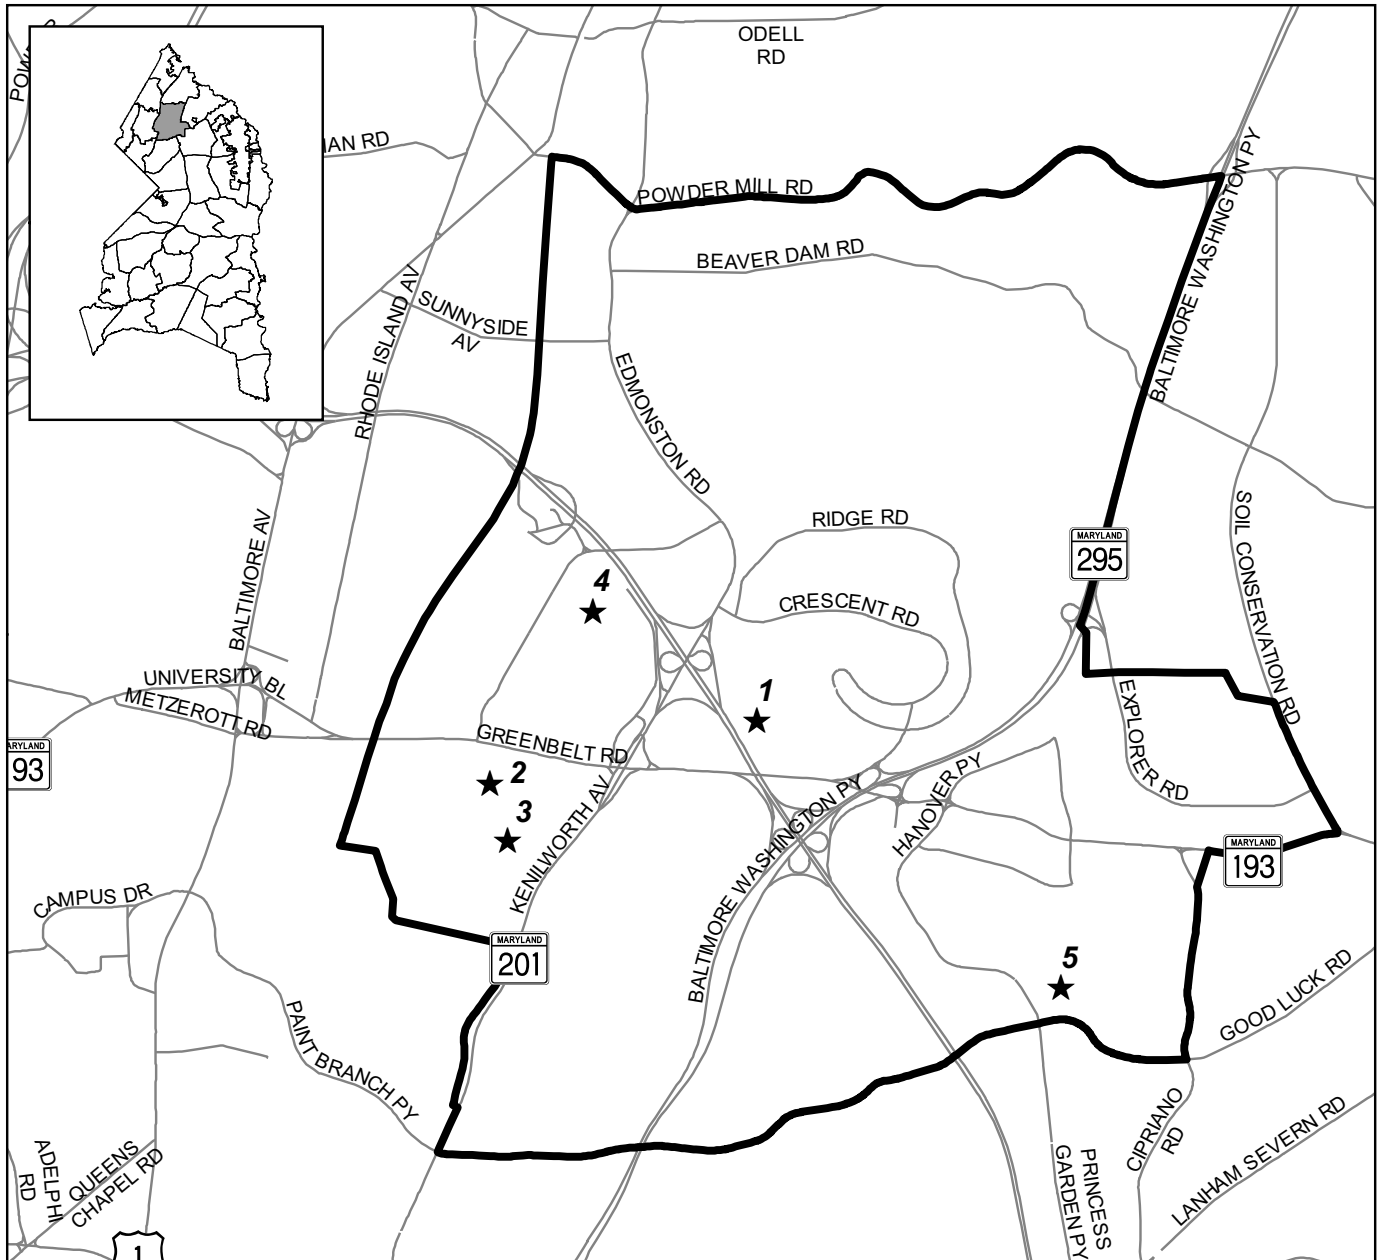 ODELL
RD
POWDER MILL RD
BEAVER DAM RD
BALTIMORE WASHINGTON PY
SUNNYSIDE
AV
RHODE ISLAND AV
EDMONSTON RD
RIDGE RD
CRESCENT RD
MARYLAND
295
SOIL CONSERVATION RD
BALTIMORE AV
4
1
UNIVERSITY BL
METZEROTT RD
GREENBELT RD
EXPLORER RD
93
2
3
KENILWORTH AV
BALTIMORE WASHINGTON PY
HANOVER PY
MARYLAND
193
CAMPUS DR
MARYLAND
201
5
GOOD LUCK RD
PAINT BRANCH PY
CIPRIANO
RD
LANHAM SEVERN RD
PRINCESS
GARDEN PY
ADELPHI
RD
QUEENS
CHAPEL RD
1